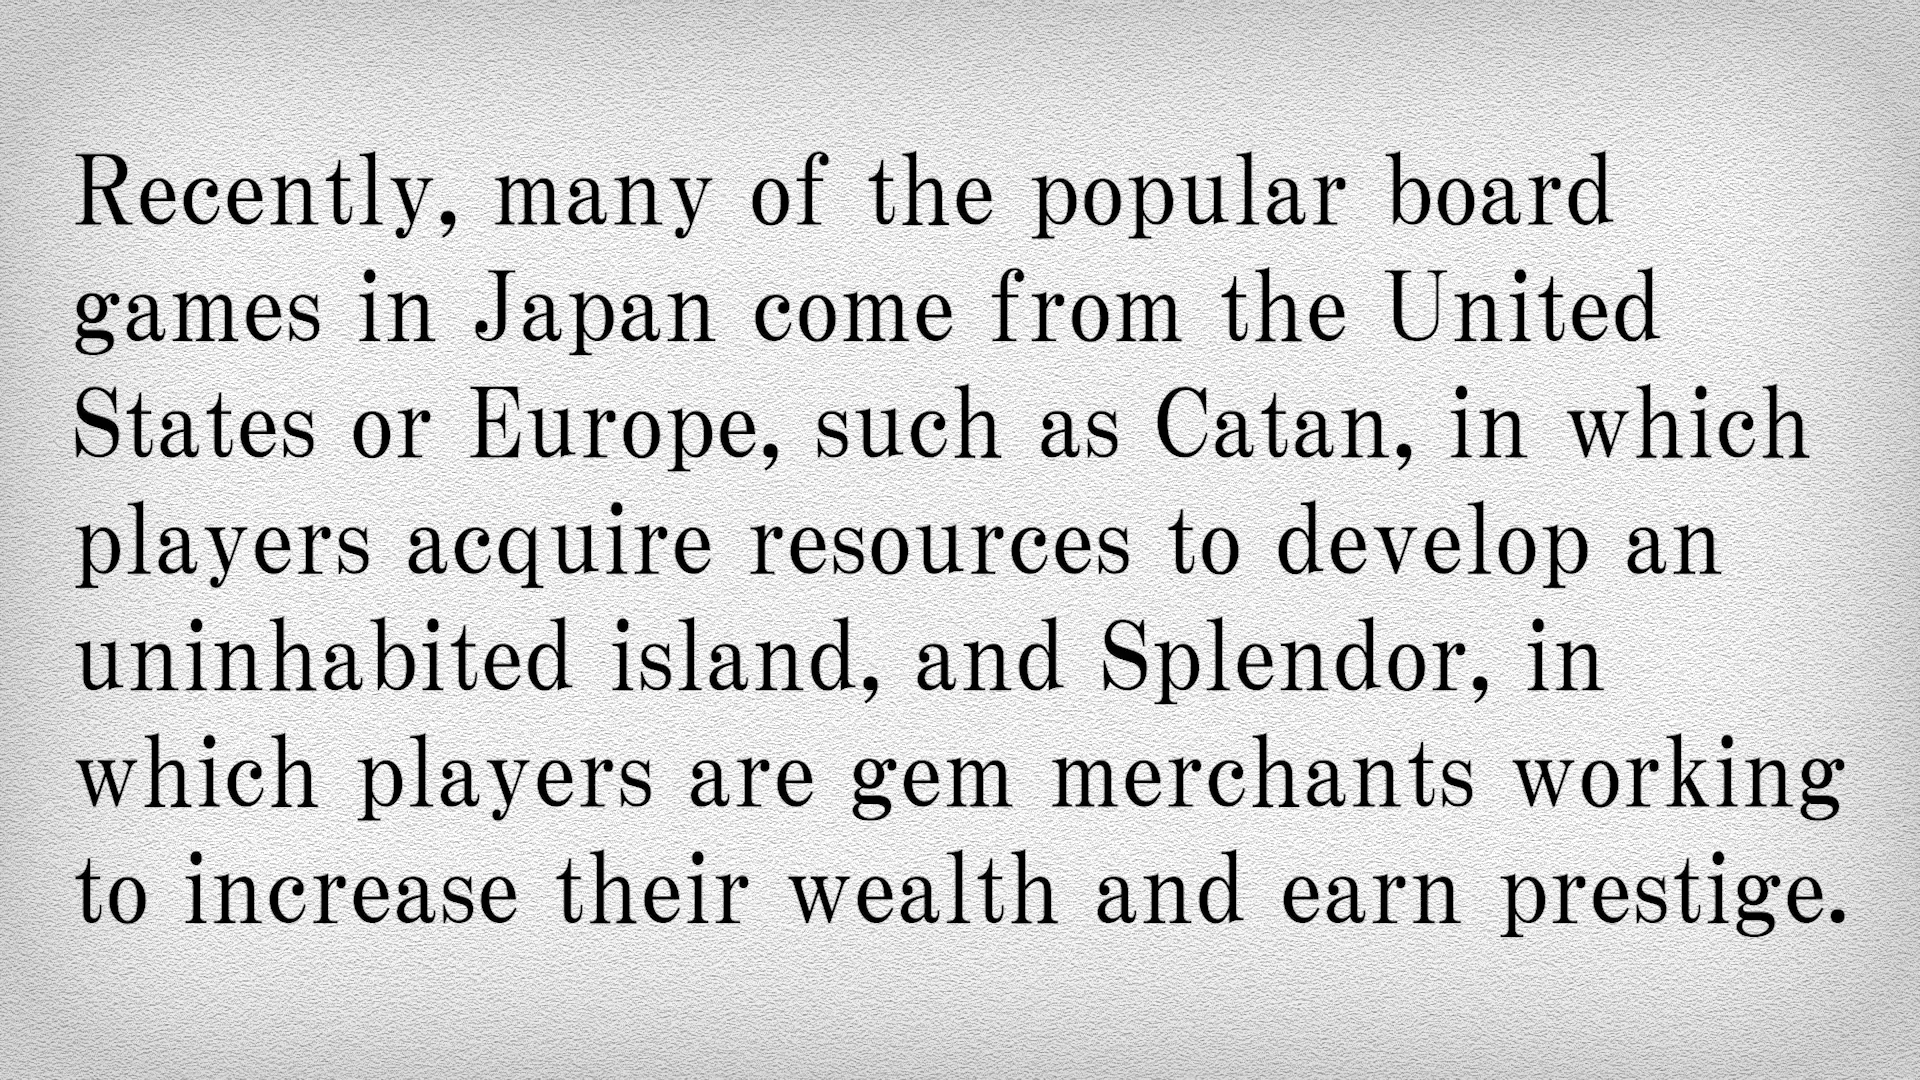 Recently, many of the popular board
games in Japan come from the United
States or Europe, such as Catan, in which
players acquire resources to develop an
uninhabited island, and Splendor, in
which players are gem merchants working
to increase their wealth and earn prestige.